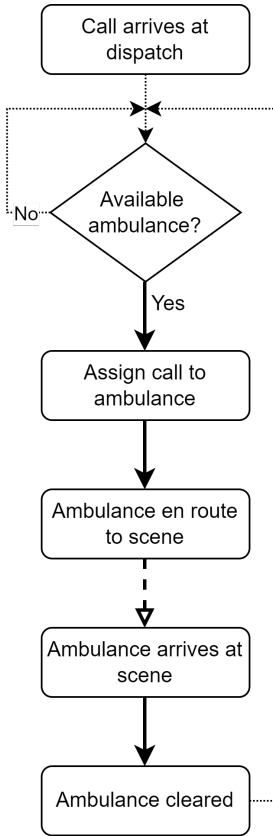 Call arrives at
dispatch
Available
ambulance?
No
Yes
Assign call to
ambulance
Ambulance en route
to scene
Ambulance arrives at
scene
Ambulance cleared